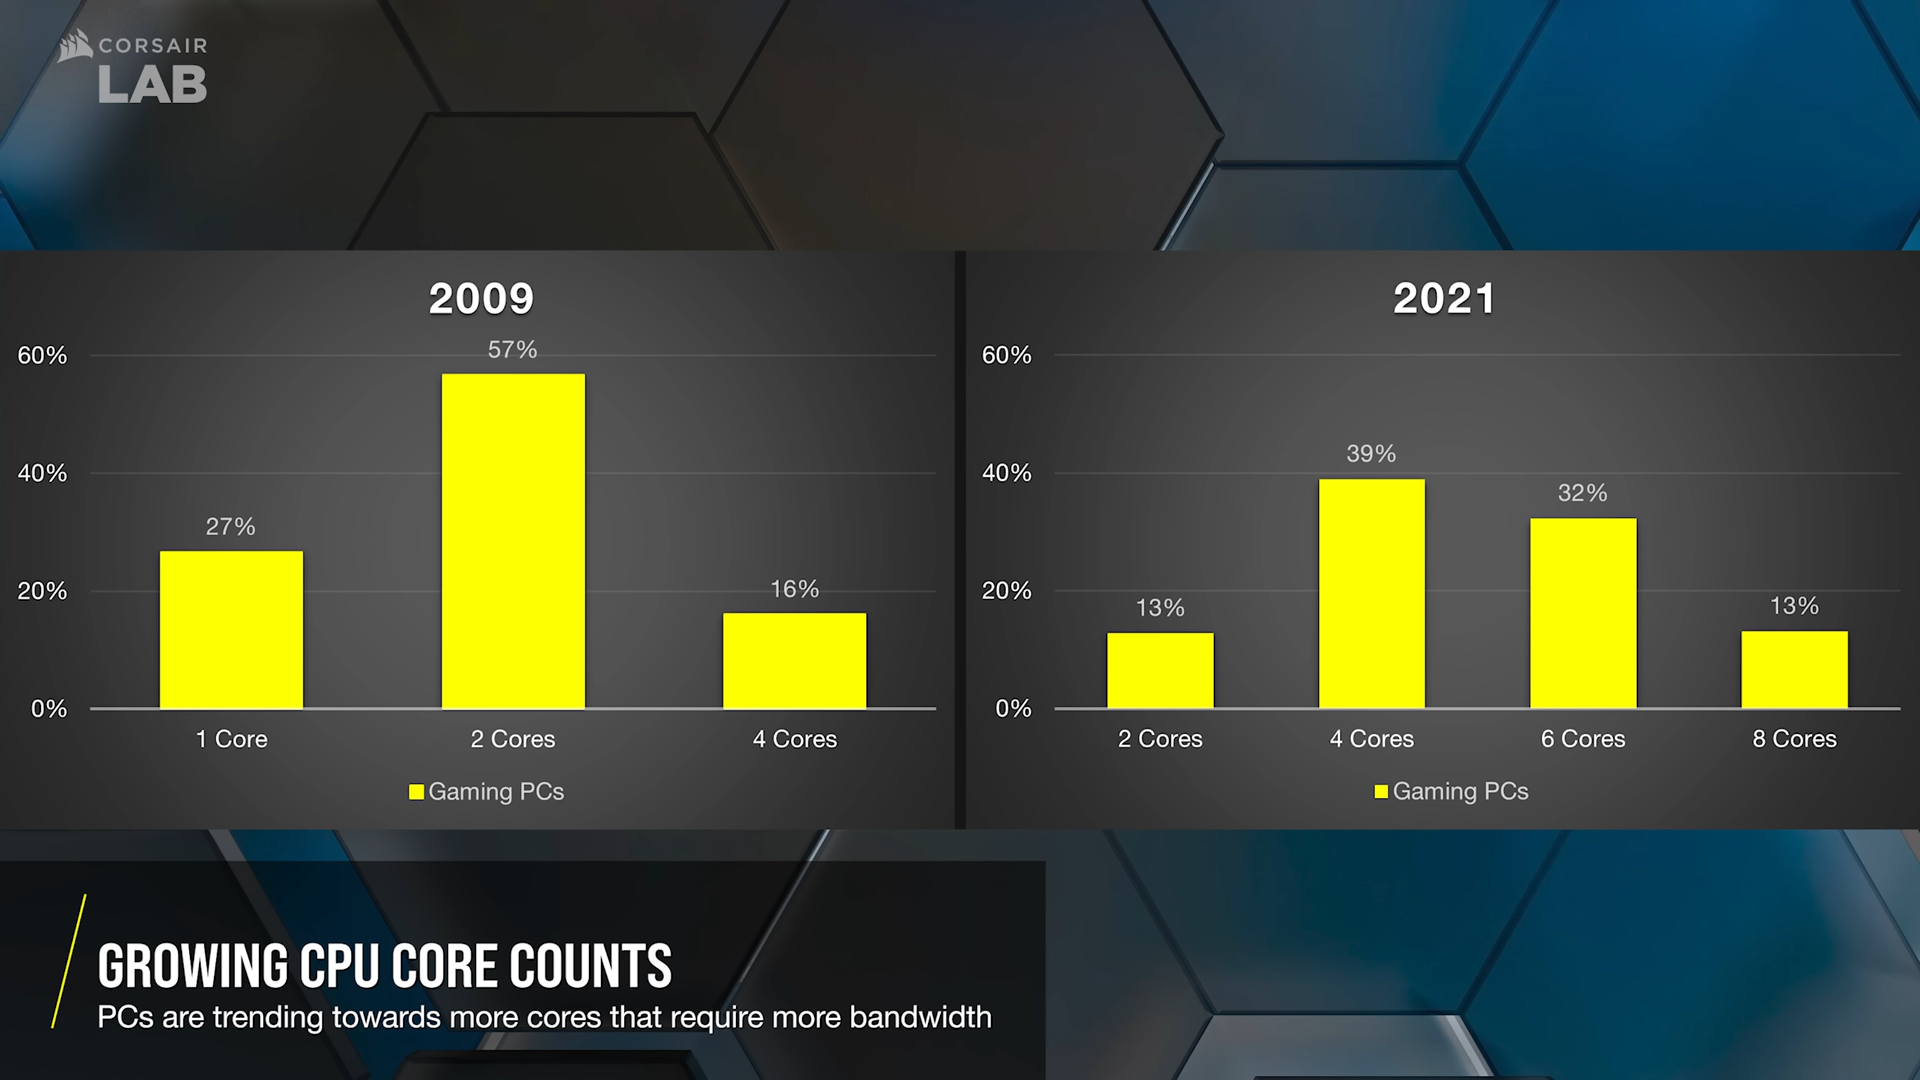 CORSAIR
LAB
2009
60%
40%
20%
0%
27%
57%
16%
1 Core
2 Cores
4 Cores
Gaming PCs
2021
60%
40%
20%
0%
13%
39%
32%
13%
2 Cores
4 Cores
6 Cores
8 Cores
Gaming PCs
GROWING CPU CORE COUNTS
PCs are trending towards more cores that require more bandwidth